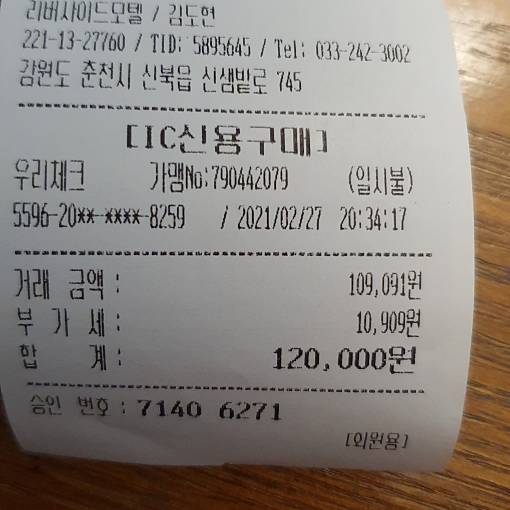 리버사이드모텔 / 김도현
221-13-27760 / TID: 5895645 / Tel: 033-242-3002
강원도 춘천시 신북읍 신샘밭로 745
[IC신용구매]
우리체크 가맹No:790442079 (일시불)
5596-20**-****-8259 / 2021/02/27 20:34:17
거래 금액 : 109,091원
부 가 세 : 10,909원
합 계 : 120,000원
승인 번호 : 7140 6271
[회원용]